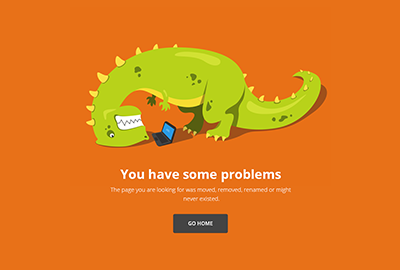 You have some problems
The page you are looking for was moved, removed, renamed or might
never existed.
GO HOME